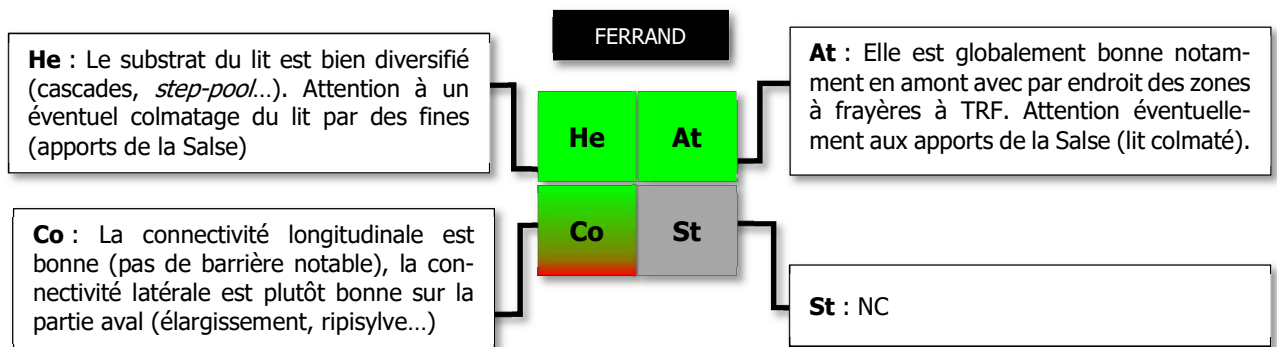 FERRAND
He : Le substrat du lit est bien diversifié
(cascades, step-pool…). Attention à un
éventuel colmatage du lit par des fines
(apports de la Salse)
At : Elle est globalement bonne notam-
ment en amont avec par endroit des zones
à frayères à TRF. Attention éventuelle-
ment aux apports de la Salse (lit colmaté).
He
At
Co
St
Co : La connectivité longitudinale est
bonne (pas de barrière notable), la con-
nectivité latérale est plutôt bonne sur la
partie aval (élargissement, ripisylve…)
St : NC